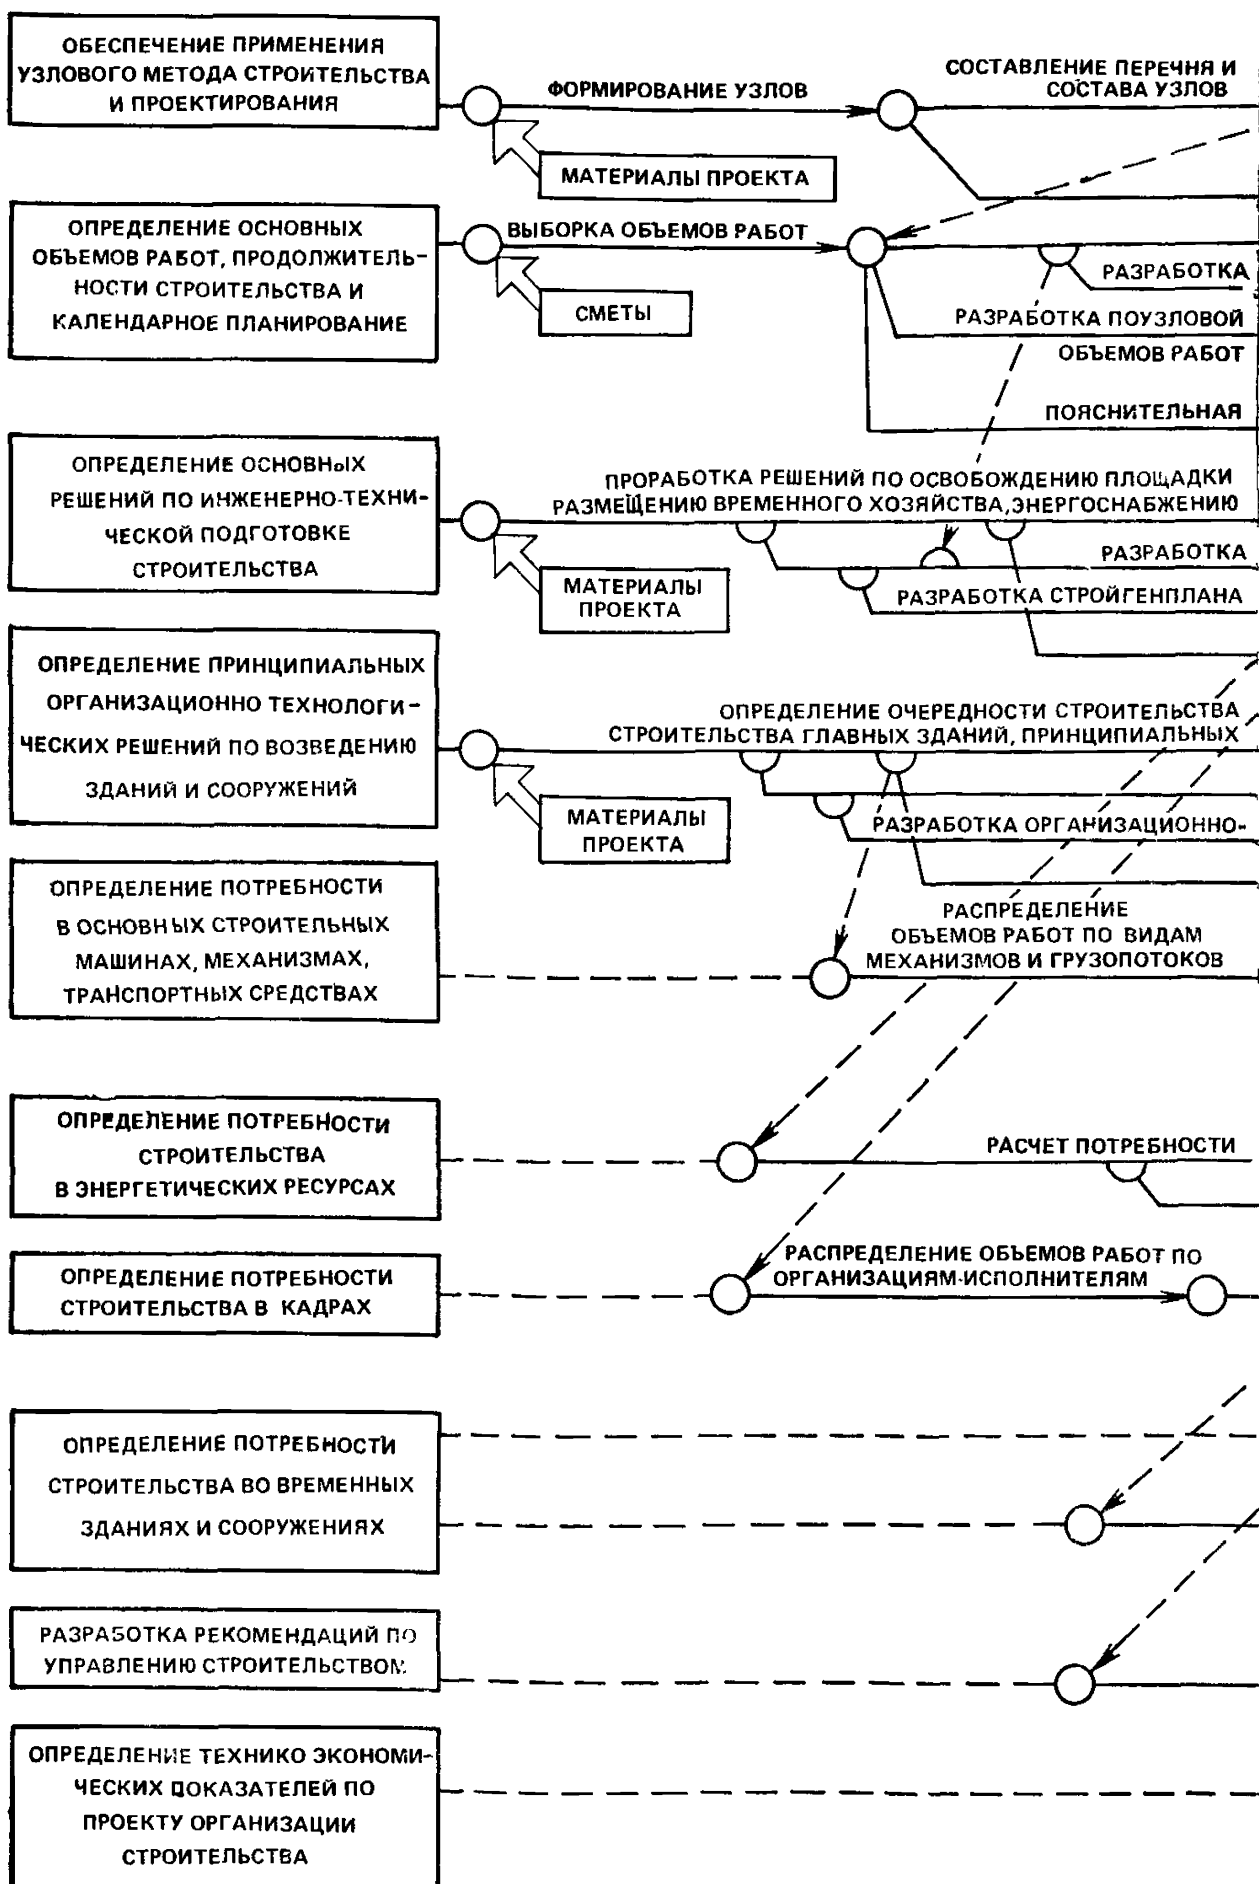 ОБЕСПЕЧЕНИЕ ПРИМЕНЕНИЯ
УЗЛОВОГО МЕТОДА СТРОИТЕЛЬСТВА
И ПРОЕКТИРОВАНИЯ
ФОРМИРОВАНИЕ УЗЛОВ
СОСТАВЛЕНИЕ ПЕРЕЧНЯ И
СОСТАВА УЗЛОВ
МАТЕРИАЛЫ ПРОЕКТА
ОПРЕДЕЛЕНИЕ ОСНОВНЫХ
ОБЪЕМОВ РАБОТ, ПРОДОЛЖИТЕЛЬ-
НОСТИ СТРОИТЕЛЬСТВА И
КАЛЕНДАРНОЕ ПЛАНИРОВАНИЕ
ВЫБОРКА ОБЪЕМОВ РАБОТ
СМЕТЫ
РАЗРАБОТКА
РАЗРАБОТКА ПОУЗЛОВОЙ
ОБЪЕМОВ РАБОТ
ПОЯСНИТЕЛЬНАЯ
ОПРЕДЕЛЕНИЕ ОСНОВНЫХ
РЕШЕНИЙ ПО ИНЖЕНЕРНО-ТЕХНИ-
ЧЕСКОЙ ПОДГОТОВКЕ
СТРОИТЕЛЬСТВА
ПРОРАБОТКА РЕШЕНИЙ ПО ОСВОБОЖДЕНИЮ ПЛОЩАДКИ
РАЗМЕЩЕНИЮ ВРЕМЕННОГО ХОЗЯЙСТВА, ЭНЕРГОСНАБЖЕНИЮ
МАТЕРИАЛЫ
ПРОЕКТА
РАЗРАБОТКА
РАЗРАБОТКА СТРОЙГЕНПЛАНА
ОПРЕДЕЛЕНИЕ ПРИНЦИПИАЛЬНЫХ
ОРГАНИЗАЦИОННО ТЕХНОЛОГИ-
ЧЕСКИХ РЕШЕНИЙ ПО ВОЗВЕДЕНИЮ
ЗДАНИЙ И СООРУЖЕНИЙ
ОПРЕДЕЛЕНИЕ ОЧЕРЕДНОСТИ СТРОИТЕЛЬСТВА
СТРОИТЕЛЬСТВА ГЛАВНЫХ ЗДАНИЙ, ПРИНЦИПИАЛЬНЫХ
МАТЕРИАЛЫ
ПРОЕКТА
РАЗРАБОТКА ОРГАНИЗАЦИОННО-
ОПРЕДЕЛЕНИЕ ПОТРЕБНОСТИ
В ОСНОВНЫХ СТРОИТЕЛЬНЫХ
МАШИНАХ, МЕХАНИЗМАХ,
ТРАНСПОРТНЫХ СРЕДСТВАХ
РАСПРЕДЕЛЕНИЕ
ОБЪЕМОВ РАБОТ ПО ВИДАМ
МЕХАНИЗМОВ И ГРУЗОПОТОКОВ
ОПРЕДЕЛЕНИЕ ПОТРЕБНОСТИ
СТРОИТЕЛЬСТВА
В ЭНЕРГЕТИЧЕСКИХ РЕСУРСАХ
РАСЧЕТ ПОТРЕБНОСТИ
ОПРЕДЕЛЕНИЕ ПОТРЕБНОСТИ
СТРОИТЕЛЬСТВА В КАДРАХ
РАСПРЕДЕЛЕНИЕ ОБЪЕМОВ РАБОТ ПО
ОРГАНИЗАЦИЯМ-ИСПОЛНИТЕЛЯМ
ОПРЕДЕЛЕНИЕ ПОТРЕБНОСТИ
СТРОИТЕЛЬСТВА ВО ВРЕМЕННЫХ
ЗДАНИЯХ И СООРУЖЕНИЯХ
РАЗРАБОТКА РЕКОМЕНДАЦИЙ ПО
УПРАВЛЕНИЮ СТРОИТЕЛЬСТВОМ
ОПРЕДЕЛЕНИЕ ТЕХНИКО ЭКОНОМИ-
ЧЕСКИХ ПОКАЗАТЕЛЕЙ ПО
ПРОЕКТУ ОРГАНИЗАЦИИ
СТРОИТЕЛЬСТВА